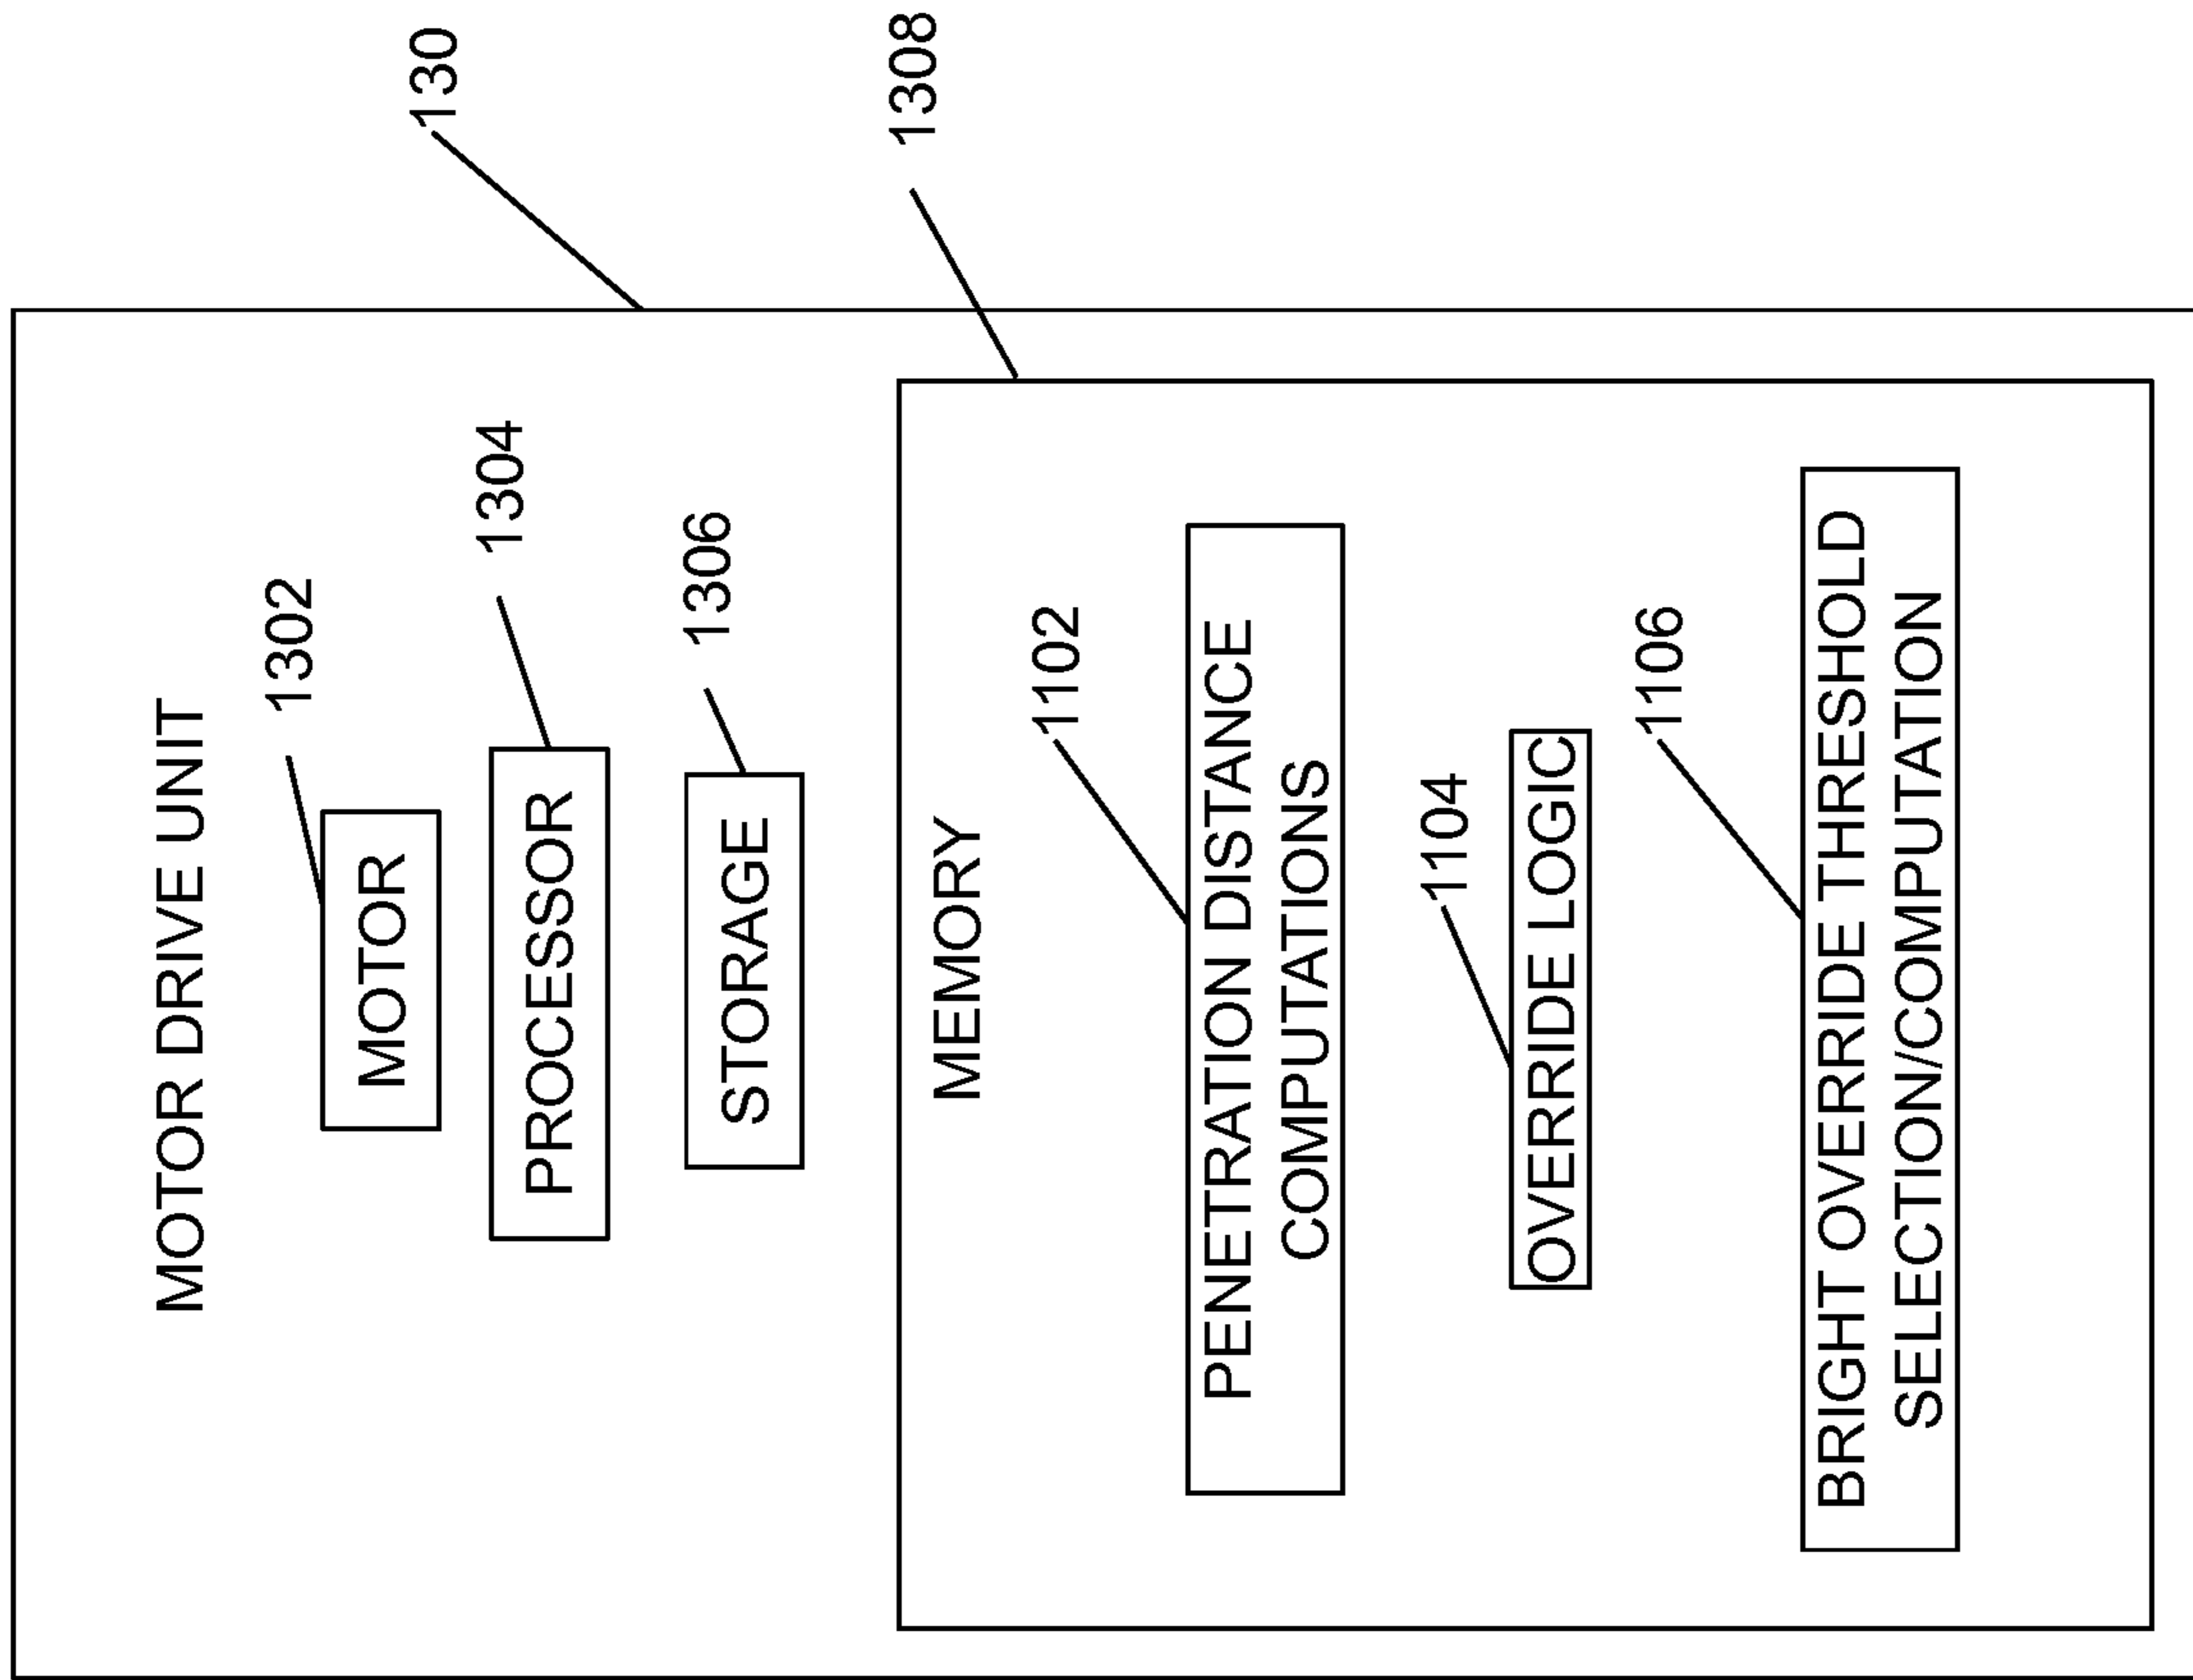 130
1308
MOTOR DRIVE UNIT
1302
MOTOR
1304
PROCESSOR
1306
STORAGE
MEMORY
1102
PENETRATION DISTANCE
COMPUTATIONS
1104
OVERRIDE LOGIC
1106
BRIGHT OVERRIDE THRESHOLD
SELECTION/COMPUTATION